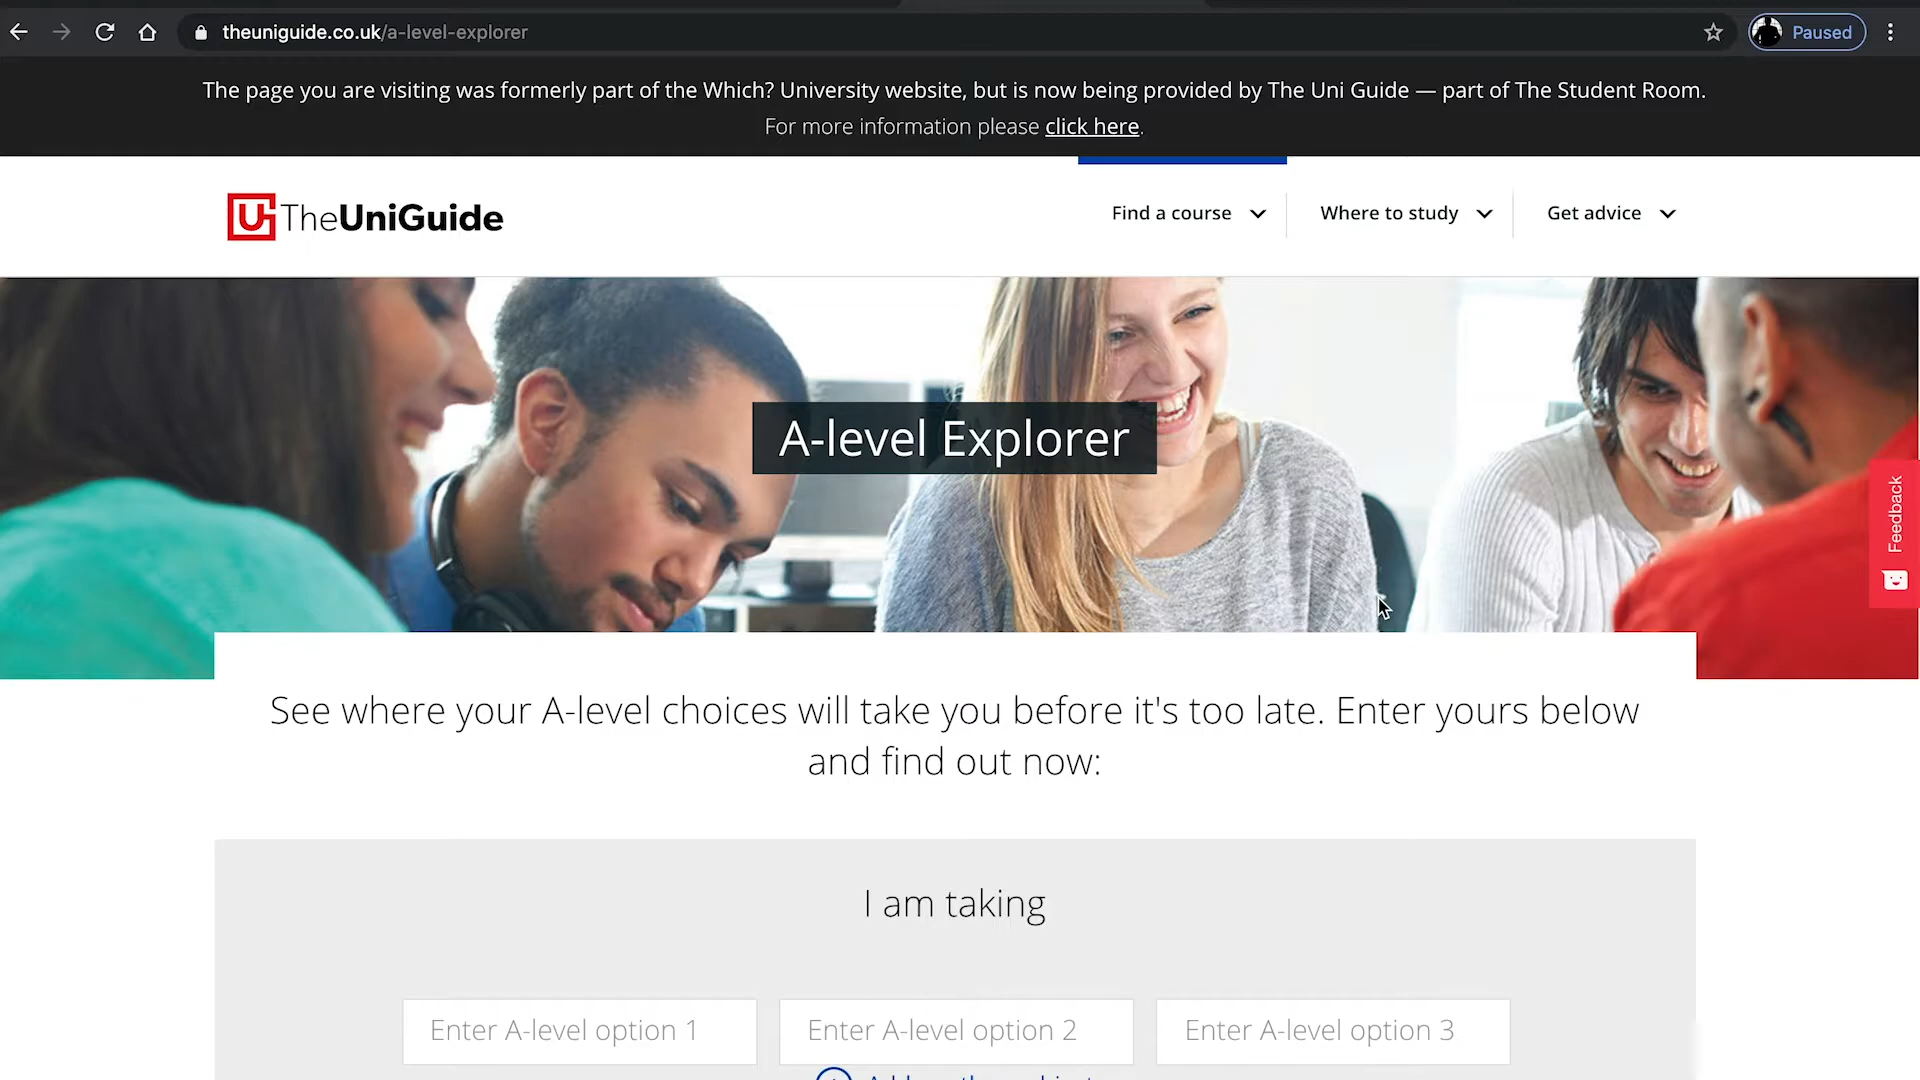 theuniguide.co.uk/a-level-explorer
Paused
The page you are visiting was formerly part of the Which? University website, but is now being provided by The Uni Guide — part of The Student Room.
For more information please click here.
U TheUniGuide
Find a course
Where to study
Get advice
A-level Explorer
Feedback
See where your A-level choices will take you before it's too late. Enter yours below
and find out now:
I am taking
Enter A-level option 1
Enter A-level option 2
Enter A-level option 3